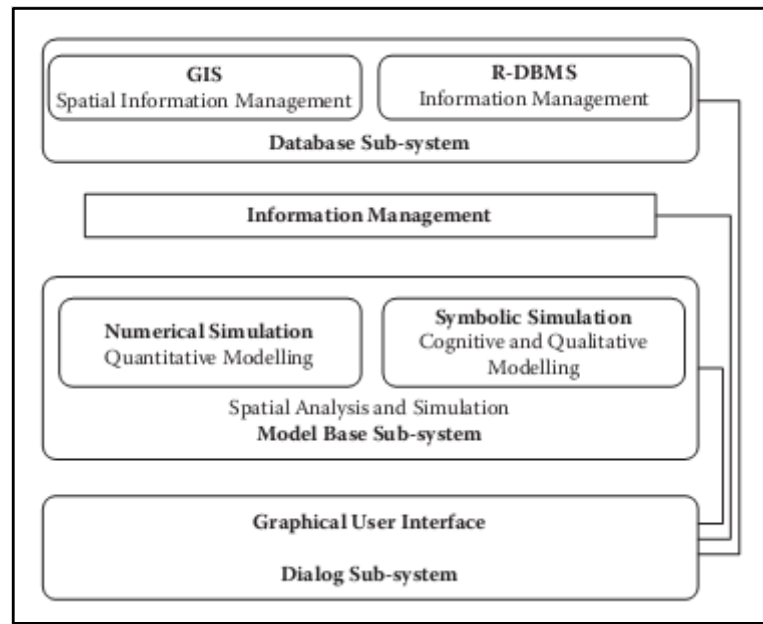 GIS
Spatial Information Management
R-DBMS
Information Management
Database Sub-system
Information Management
Numerical Simulation
Quantitative Modelling
Symbolic Simulation
Cognitive and Qualitative
Modelling
Spatial Analysis and Simulation
Model Base Sub-system
Graphical User Interface
Dialog Sub-system